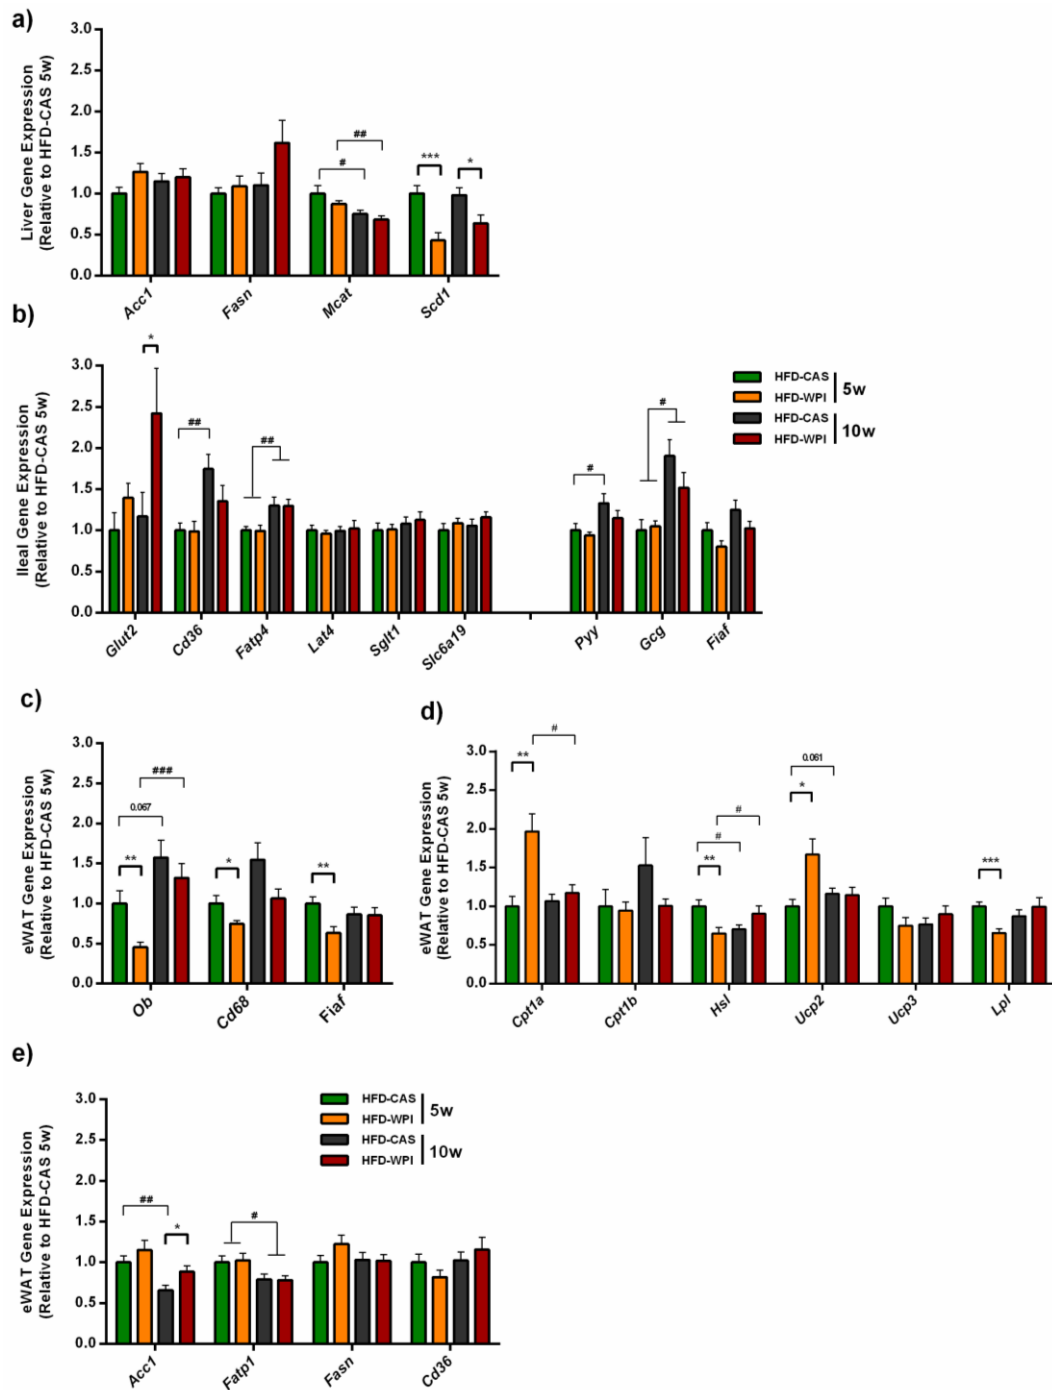 a)
Liver Gene Expression
(Relative to HFD-CAS 5w)
3.0
2.5
2.0
1.5
1.0
0.5
0.0
#
##
***
*
Acc1
Fasn
Mcat
Scd1
b)
Ileal Gene Expression
(Relative to HFD-CAS 5w)
3.0
2.5
2.0
1.5
1.0
0.5
0.0
*
##
##
#
#
HFD-CAS
HFD-WPI
5w
HFD-CAS
HFD-WPI
10w
Glut2
Cd36
Fatp4
Lat4
Sglt1
Slc6a19
Pyy
Gcg
Fiaf
c)
eWAT Gene Expression
(Relative to HFD-CAS 5w)
3.0
2.5
2.0
1.5
1.0
0.5
0.0
###
0.067
**
*
**
Ob
Cd68
Fiaf
d)
eWAT Gene Expression
(Relative to HFD-CAS 5w)
3.0
2.5
2.0
1.5
1.0
0.5
0.0
#
**
#
#
**
0.061
*
***
Cpt1a
Cpt1b
Hsl
Ucp2
Ucp3
Lpl
e)
eWAT Gene Expression
(Relative to HFD-CAS 5w)
3.0
2.5
2.0
1.5
1.0
0.5
0.0
HFD-CAS
HFD-WPI
5w
HFD-CAS
HFD-WPI
10w
##
*
#
Acc1
Fatp1
Fasn
Cd36